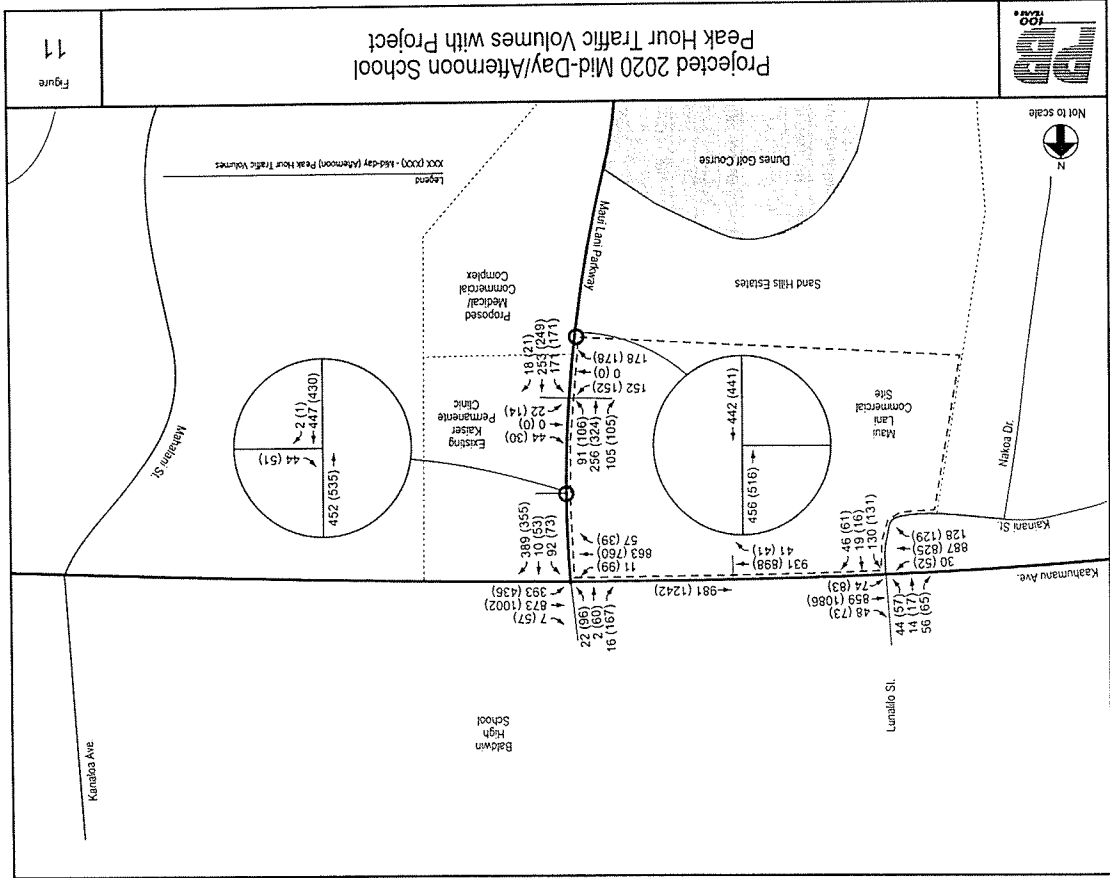 Baldwin
High
School
Lunalilo St.
Kanaloa Ave
Kaahumanu Ave.
56 (65)
14 (17)
44 (57)
48 (73)
859 (1086)
74 (83)
30 (52)
887 (825)
128 (129)
130 (131)
19 (16)
46 (61)
981 (1242)
931 (898)
41 (41)
16 (167)
2 (60)
22 (96)
7 (57)
873 (1002)
393 (436)
11 (99)
863 (760)
57 (39)
92 (73)
10 (53)
389 (355)
Kainani St.
Nakoa Dr.
Maui
Lani
Commercial
Site
456 (516)
442 (441)
452 (535)
44 (51)
447 (430)
2 (1)
Existing
Kaiser
Permanente
Clinic
105 (105)
256 (324)
91 (106)
44 (30)
0 (0)
22 (14)
152 (152)
0 (0)
178 (178)
171 (171)
253 (249)
18 (21)
Mahalani St.
Sand Hills Estates
Maui Lani Parkway
Proposed
Medical/
Commercial
Complex
Dunes Golf Course
Legend
XXX (XXX) - Mid-day (Afternoon) Peak Hour Traffic Volumes
N
Not to scale
PB
100
YEARS
Projected 2020 Mid-Day/Afternoon School
Peak Hour Traffic Volumes with Project
Figure
11